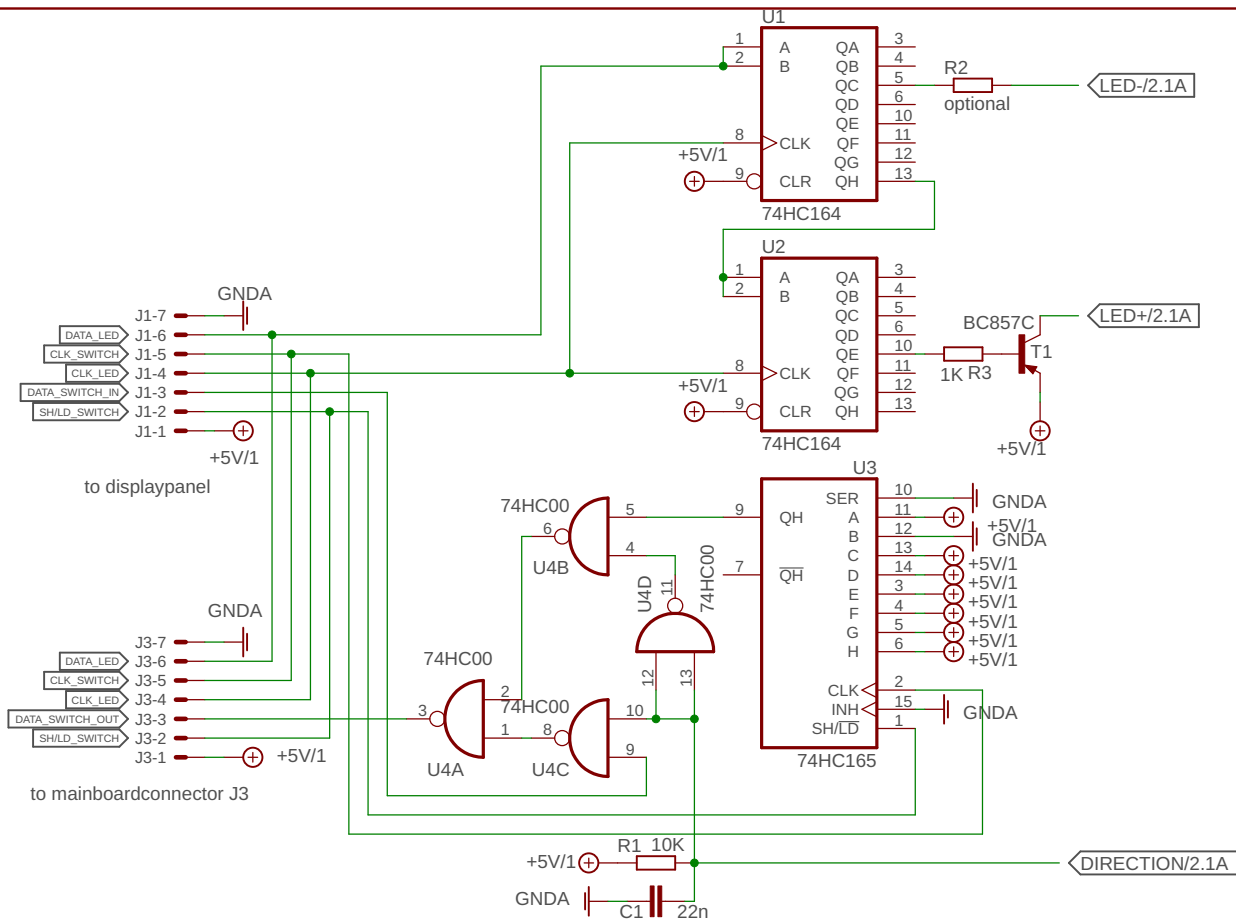 U1
1 A QA 3
2 B QB 4
QC 5
QD 6
QE 10
8 CLK QF 11
QG 12
9 CLR QH 13
+5V/1
74HC164
R2
optional
LED-/2.1A
U2
1 A QA 3
2 B QB 4
QC 5
QD 6
QE 10
8 CLK QF 11
QG 12
9 CLR QH 13
+5V/1
74HC164
1K R3
BC857C
T1
+5V/1
LED+/2.1A
GNDA
J1-7
DATA_LED J1-6
CLK_SWITCH J1-5
CLK_LED J1-4
DATA_SWITCH_IN J1-3
SH/LD_SWITCH J1-2
J1-1
+5V/1
to displaypanel
GNDA
J3-7
DATA_LED J3-6
CLK_SWITCH J3-5
CLK_LED J3-4
DATA_SWITCH_OUT J3-3
SH/LD_SWITCH J3-2
J3-1 +5V/1
to mainboardconnector J3
74HC00
6 5
4
U4B
U4D
11
74HC00
12
13
74HC00
3 2
1
U4A
74HC00
8 10
9
U4C
U3
SER 10 GNDA
9 QH A 11 +5V/1
B 12 GNDA
C 13 +5V/1
7 QH D 14 +5V/1
E 3 +5V/1
F 4 +5V/1
G 5 +5V/1
H 6 +5V/1
CLK 2
INH 15 GNDA
SH/LD 1
74HC165
R1 10K
+5V/1
DIRECTION/2.1A
GNDA
C1 22n